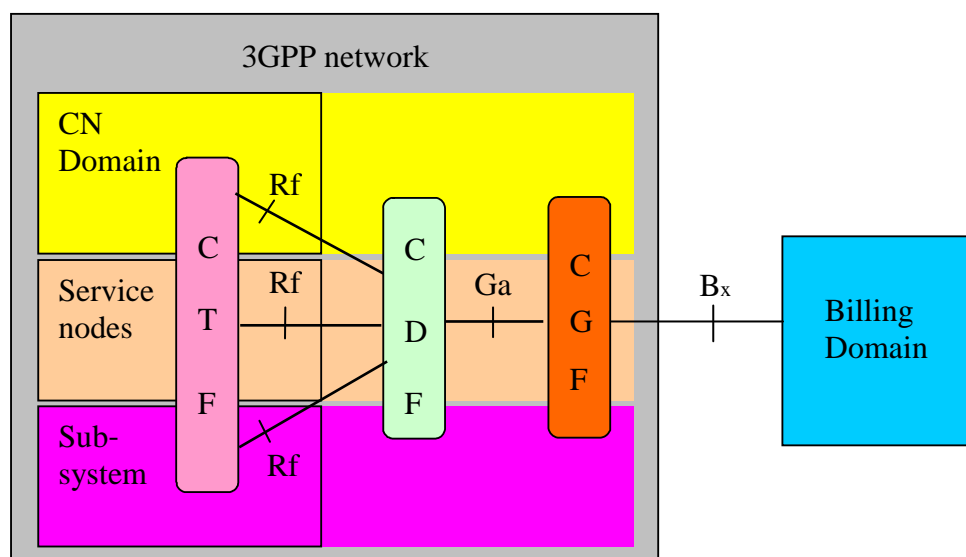 3GPP network
CN
Domain
Rf
C
T
F
Service
nodes
Rf
Sub-
system
Rf
C
D
F
Ga
C
G
F
Bx
Billing
Domain